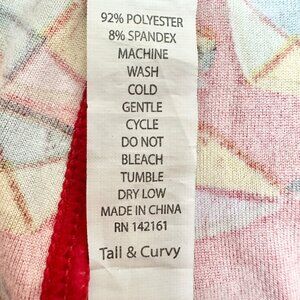 92% POLYESTER
8% SPANDEX
MACHINE
WASH
COLD
GENTLE
CYCLE
DO NOT
BLEACH
TUMBLE
DRY LOW
MADE IN CHINA
RN 142161
Tall & Curvy